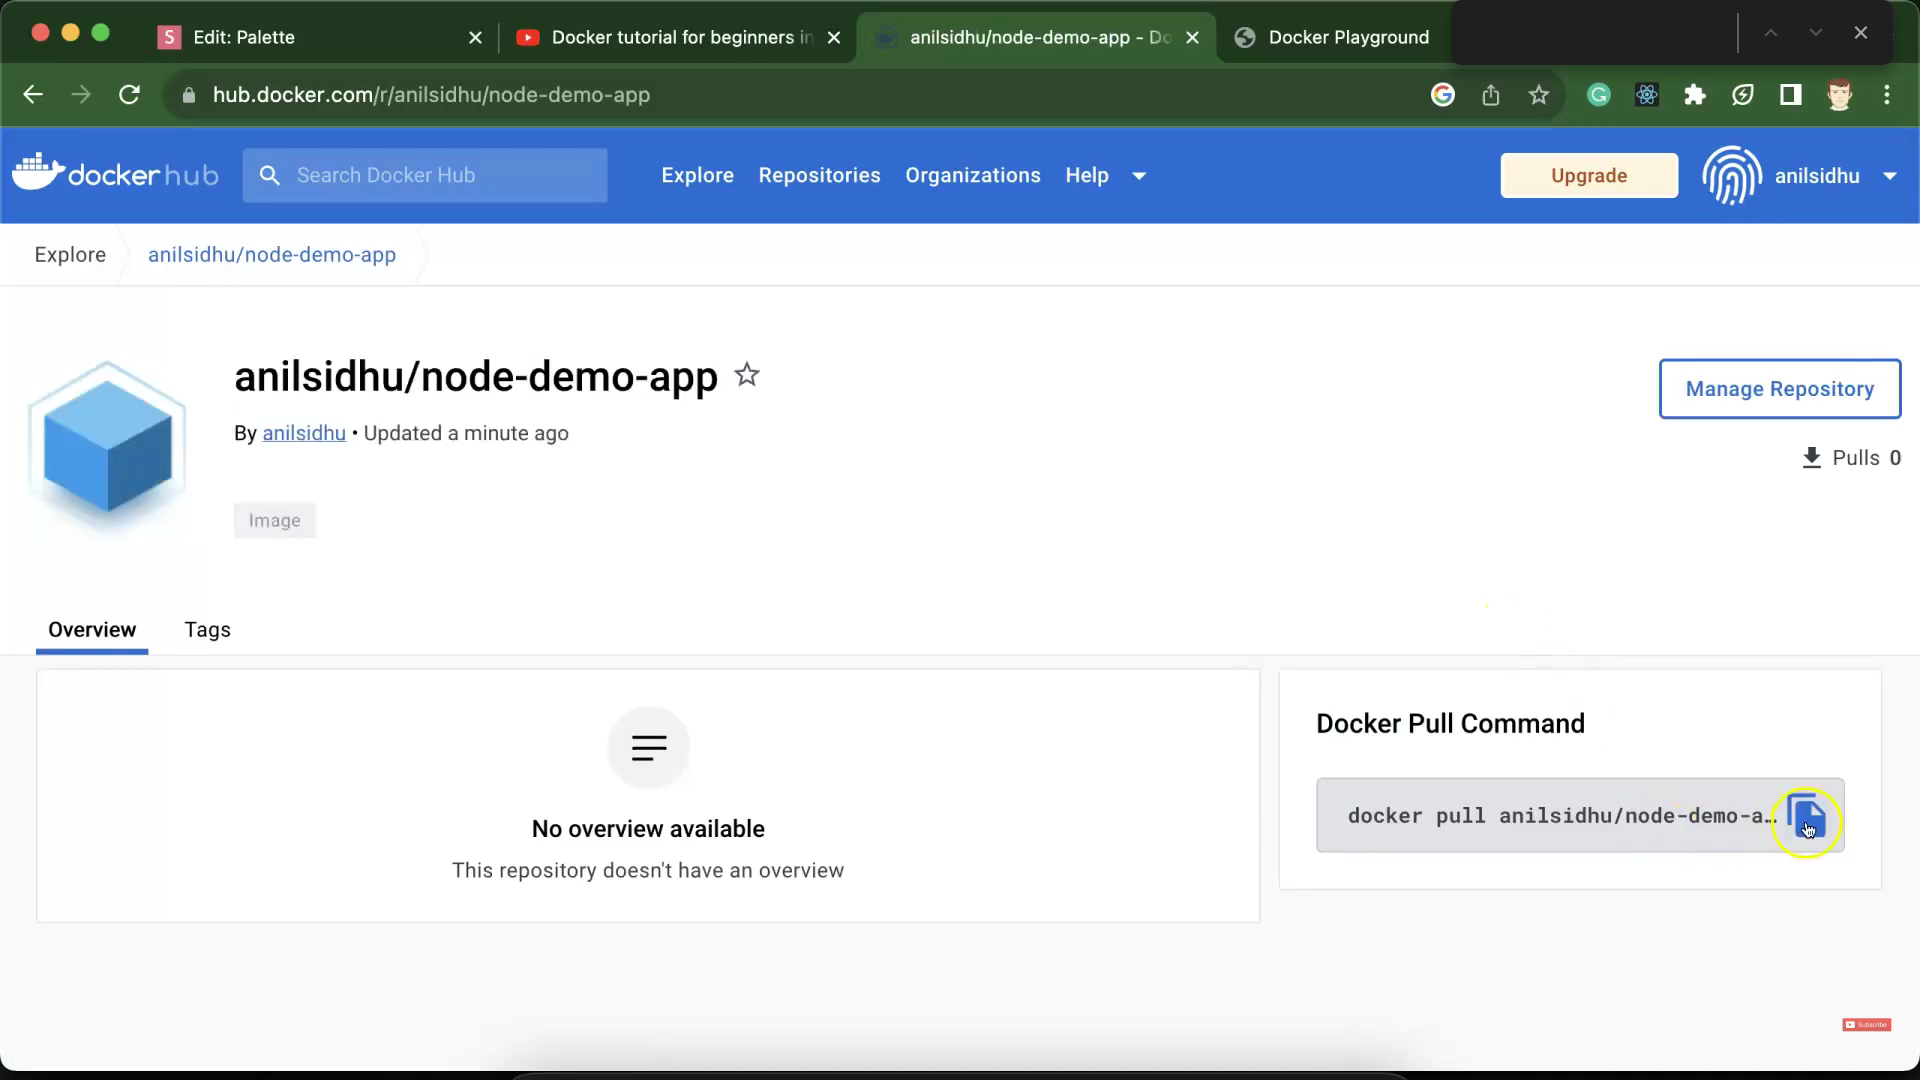 S Edit: Palette
Docker tutorial for beginners in
anilsidhu/node-demo-app - Do
Docker Playground
hub.docker.com/r/anilsidhu/node-demo-app
docker hub
Search Docker Hub
Explore
Repositories
Organizations
Help
Upgrade
anilsidhu
Explore
anilsidhu/node-demo-app
anilsidhu/node-demo-app
By anilsidhu • Updated a minute ago
Manage Repository
Pulls 0
Image
Overview
Tags
No overview available
This repository doesn't have an overview
Docker Pull Command
docker pull anilsidhu/node-demo-a…
Subscribe